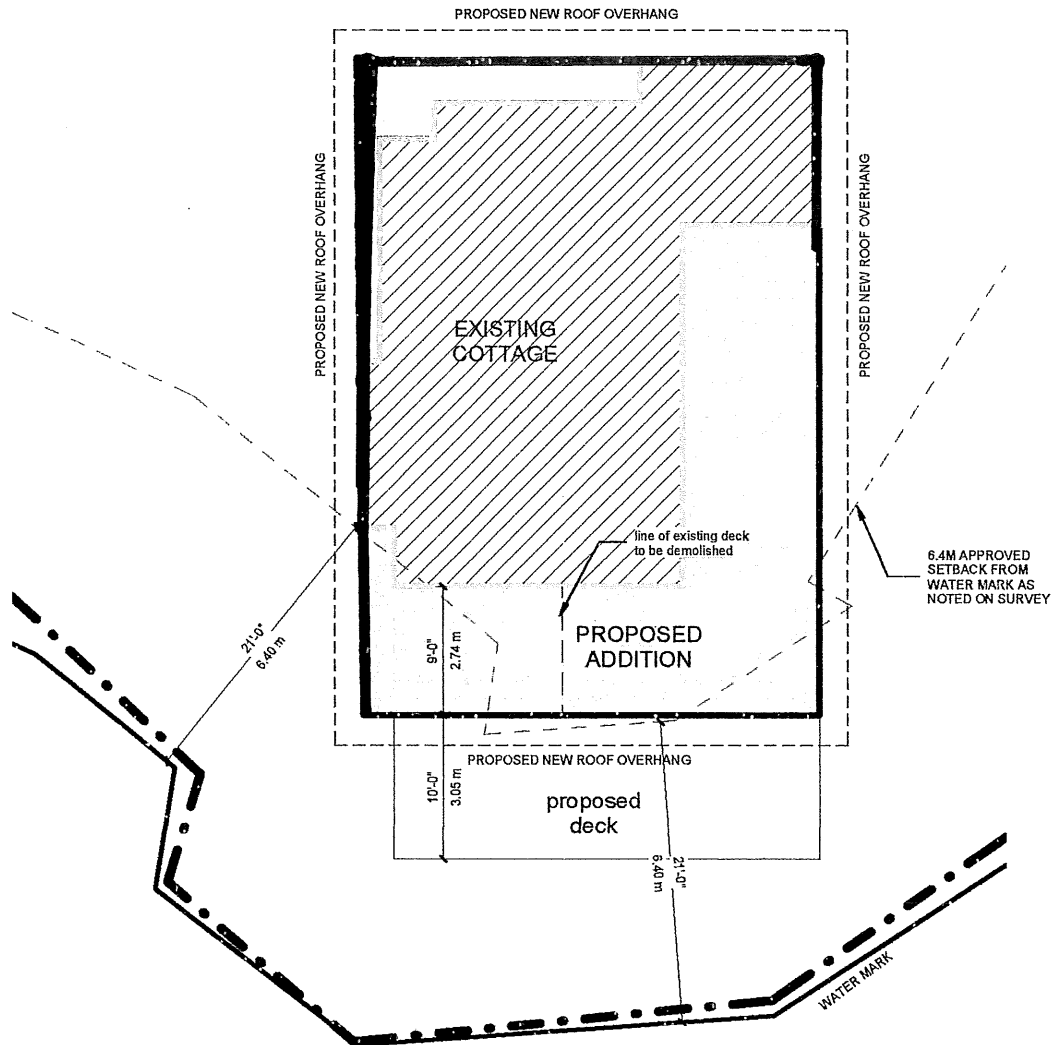 PROPOSED NEW ROOF OVERHANG
PROPOSED NEW ROOF OVERHANG
PROPOSED NEW ROOF OVERHANG
EXISTING
COTTAGE
line of existing deck
to be demolished
6.4M APPROVED
SETBACK FROM
WATER MARK AS
NOTED ON SURVEY
21'-0"
6.40 m
9'-0"
2.74 m
PROPOSED
ADDITION
PROPOSED NEW ROOF OVERHANG
10'-0"
3.05 m
proposed
deck
21'-0"
6.40 m
WATER MARK